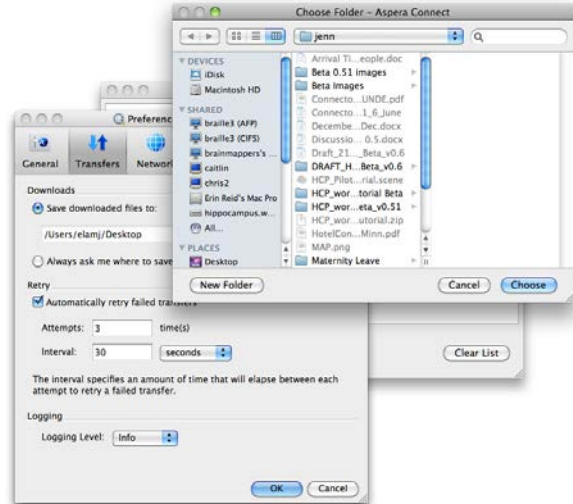 Choose Folder - Aspera Connect
jenn
DEVICES
iDisk
Macintosh HD
SHARED
braille3 (AFP)
braille3 (CIFS)
brainmappers's ...
caitlin
chris2
Erin Reid's Mac Pro
hippocampus.w...
All...
PLACES
Desktop
Arrival Ti...eople.doc
Beta 0.51 images
Beta Images
Connecto...UNDE.pdf
Connecto..._1_6_June
Decembe...Dec.docx
Discussio... 0.5.docx
Draft_21..._Beta_v0.6
DRAFT_H...Beta_v0.6
HCP_Pilot...rial.scene
HCP_wor...torial Beta
HCP_wor...eta_v0.51
HCP_wor...utorial.zip
HotelCon...Minn.pdf
MAP.png
Maternity Leave
New Folder
Cancel
Choose
Preferenc
General
Transfers
Network
Downloads
Save downloaded files to:
/Users/elamj/Desktop
Always ask me where to save
Retry
Automatically retry failed transfers
Attempts: 3 time(s)
Interval: 30 seconds
The interval specifies an amount of time that will elapse between each
attempt to retry a failed transfer.
Logging
Logging Level: Info
OK
Cancel
Clear List